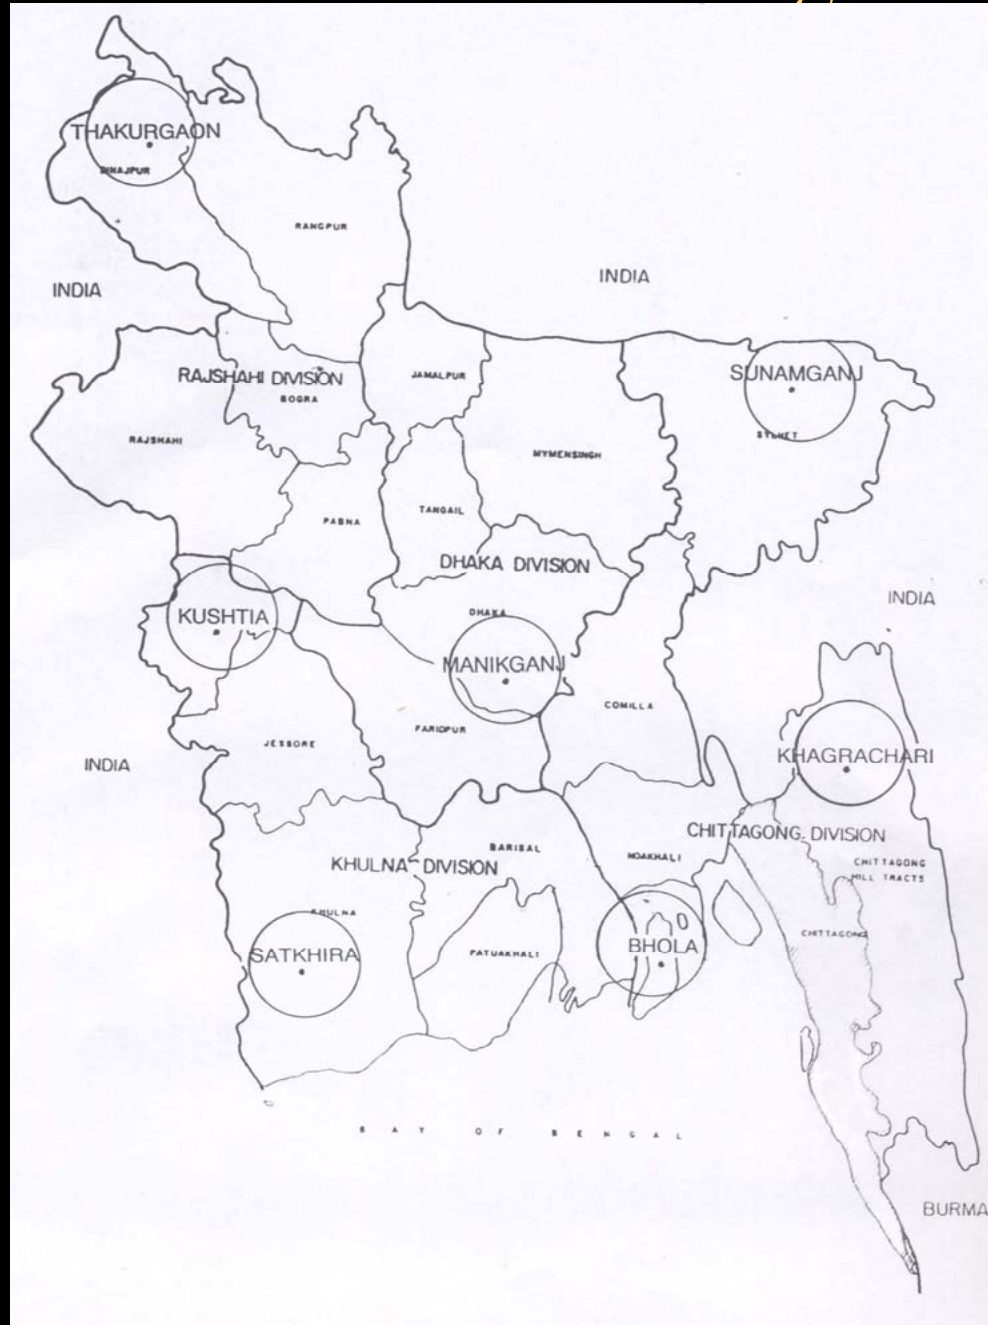 THAKURGAON
DINAJPUR
RANGPUR
INDIA
INDIA
RAJSHAHI DIVISION
BOGRA
JAMALPUR
SUNAMGANJ
SYLHET
RAJSHAHI
MYMENSINGH
PABNA
TANGAIL
DHAKA DIVISION
INDIA
KUSHTIA
DHAKA
MANIKGANJ
COMILLA
FARIDPUR
JESSORE
INDIA
KHAGRACHARI
CHITTAGONG DIVISION
BARISAL
NOAKHALI
KHULNA DIVISION
CHITTAGONG
HILL TRACTS
KHULNA
SATKHIRA
PATUAKHALI
BHOLA
CHITTAGONG
BAY OF BENGAL
BURMA